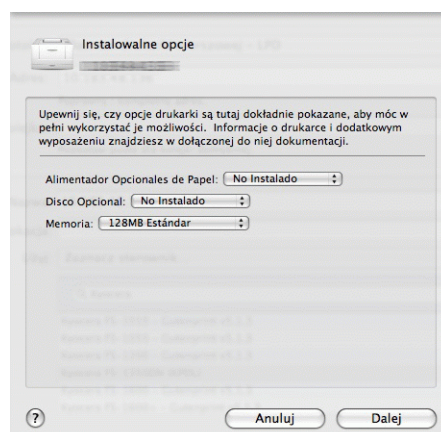 Instalowalne opcje
Upewnij się, czy opcje drukarki są tutaj dokładnie pokazane, aby móc w
pełni wykorzystać je możliwości. Informacje o drukarce i dodatkowym
wyposażeniu znajdziesz w dołączonej do niej dokumentacji.
Alimentador Opcionales de Papel: No Instalado
Disco Opcional: No Instalado
Memoria: 128MB Estándar
? Anuluj Dalej